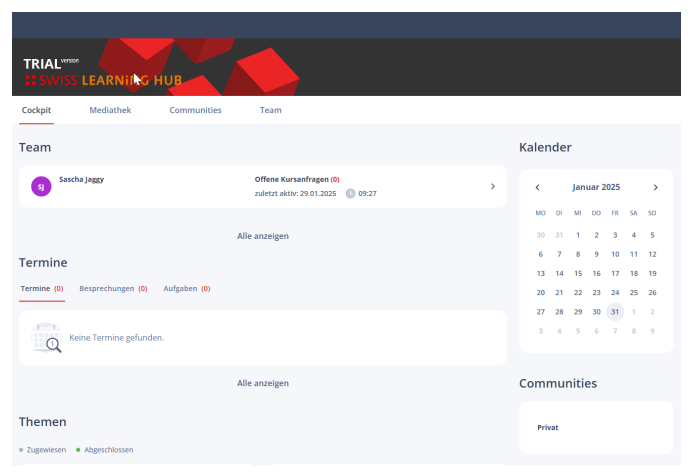 TRIAL version
SWISS LEARNiNG HUB
Cockpit Mediathek Communities Team
Team
SJ Sascha Jaggy
Offene Kursanfragen (0)
zuletzt aktiv: 29.01.2025 09:27
Alle anzeigen
Termine
Termine (0) Besprechungen (0) Aufgaben (0)
1 Keine Termine gefunden.
Alle anzeigen
Themen
Zugewiesen Abgeschlossen
Kalender
Januar 2025
MO DI MI DO FR SA SO
30 31 1 2 3 4 5
6 7 8 9 10 11 12
13 14 15 16 17 18 19
20 21 22 23 24 25 26
27 28 29 30 31 1 2
3 4 5 6 7 8 9
Communities
Privat